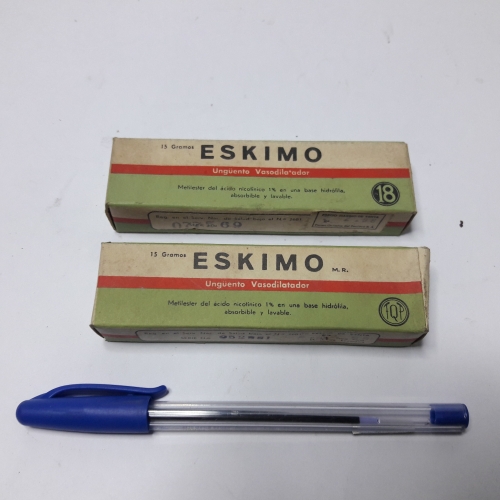 15 Gramos ESKIMO
Ungüento Vasodilatador
Metilester del ácido nicotínico 1% en una base hidrófila,
absorbible y lavable.
18
15 Gramos ESKIMO M.R.
Ungüento Vasodilatador
Metilester del ácido nicotínico 1% en una base hidrófila,
absorbible y lavable.
FQP